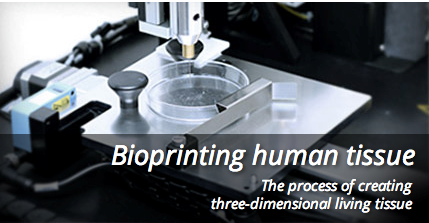 Bioprinting human tissue
The process of creating
three-dimensional living tissue